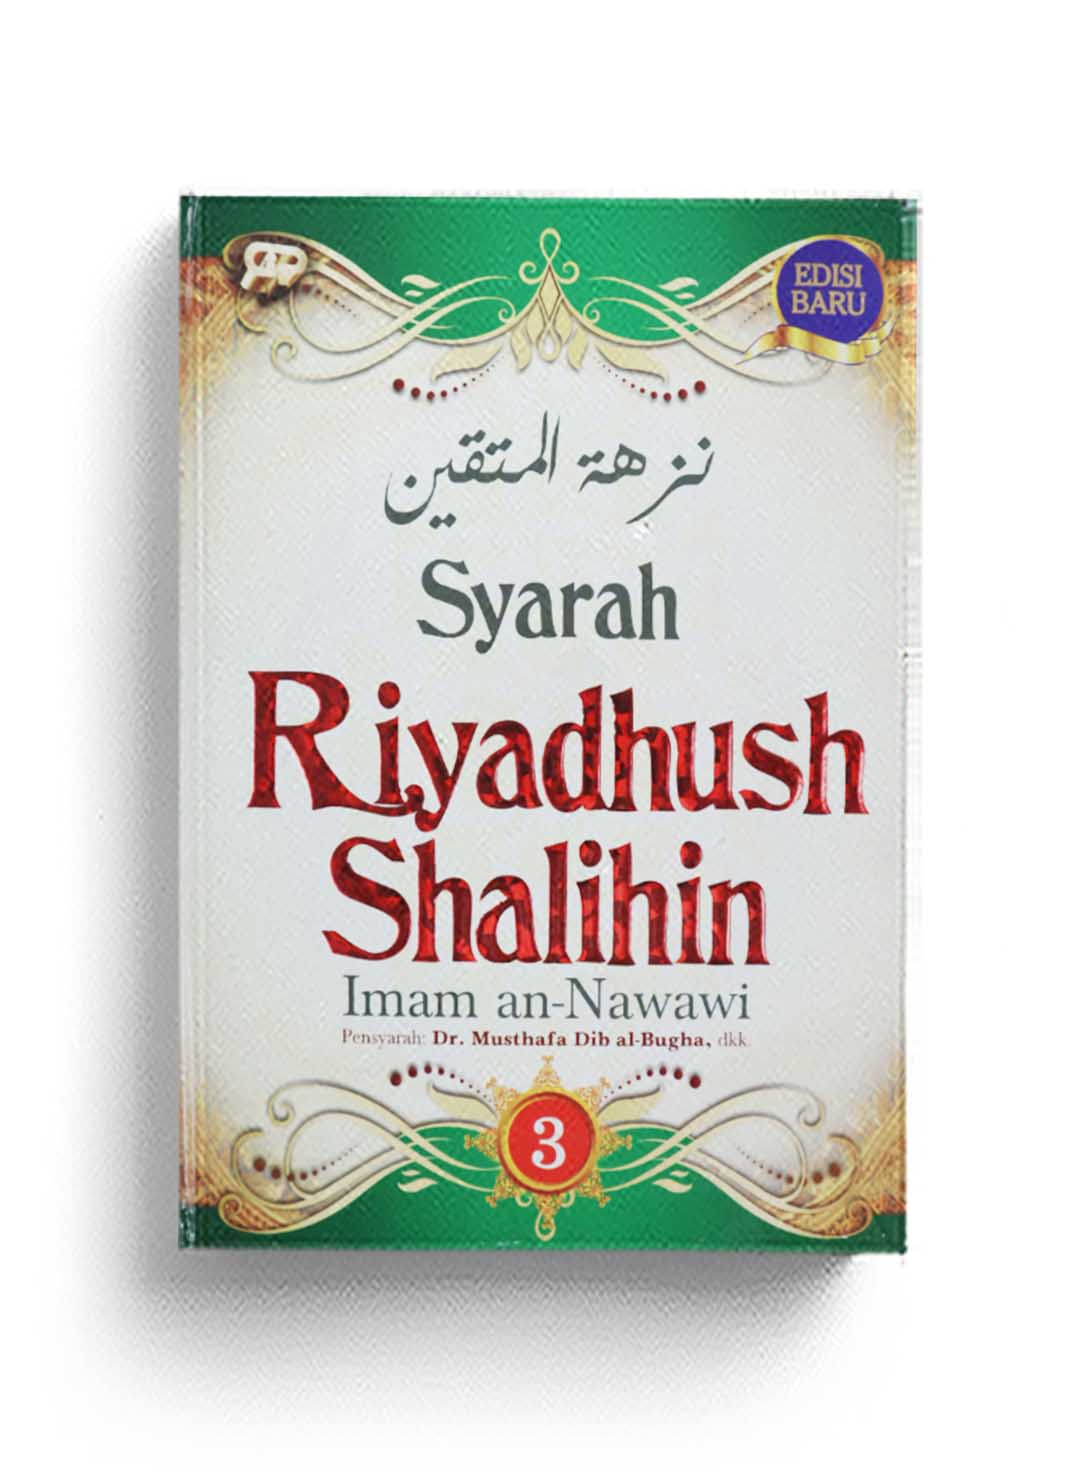 EDISI
BARU
نزهة المتقين
Syarah
Riyadhush
Shalihin
Imam an-Nawawi
Pensyarah: Dr. Musthafa Dib al-Bugha, dkk.
3